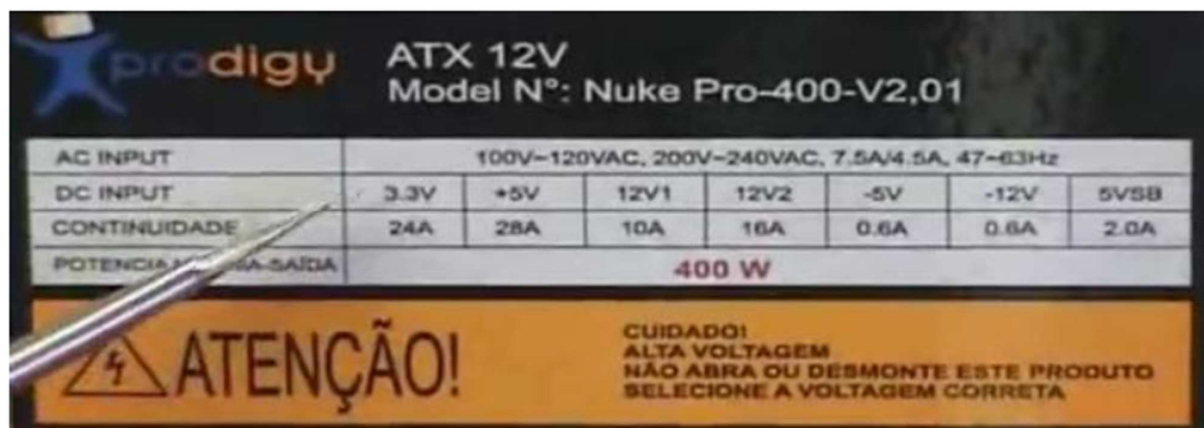 prodigy
ATX 12V
Model N°: Nuke Pro-400-V2,01
AC INPUT 100V~120VAC, 200V~240VAC, 7.5A/4.5A, 47~63Hz
DC INPUT 3.3V +5V 12V1 12V2 -5V -12V 5VSB
CONTINUIDADE 24A 28A 10A 16A 0.6A 0.6A 2.0A
POTENCIA SAÍDA 400 W
ATENÇÃO!
CUIDADO!
ALTA VOLTAGEM
NÃO ABRA OU DESMONTE ESTE PRODUTO
SELECIONE A VOLTAGEM CORRETA